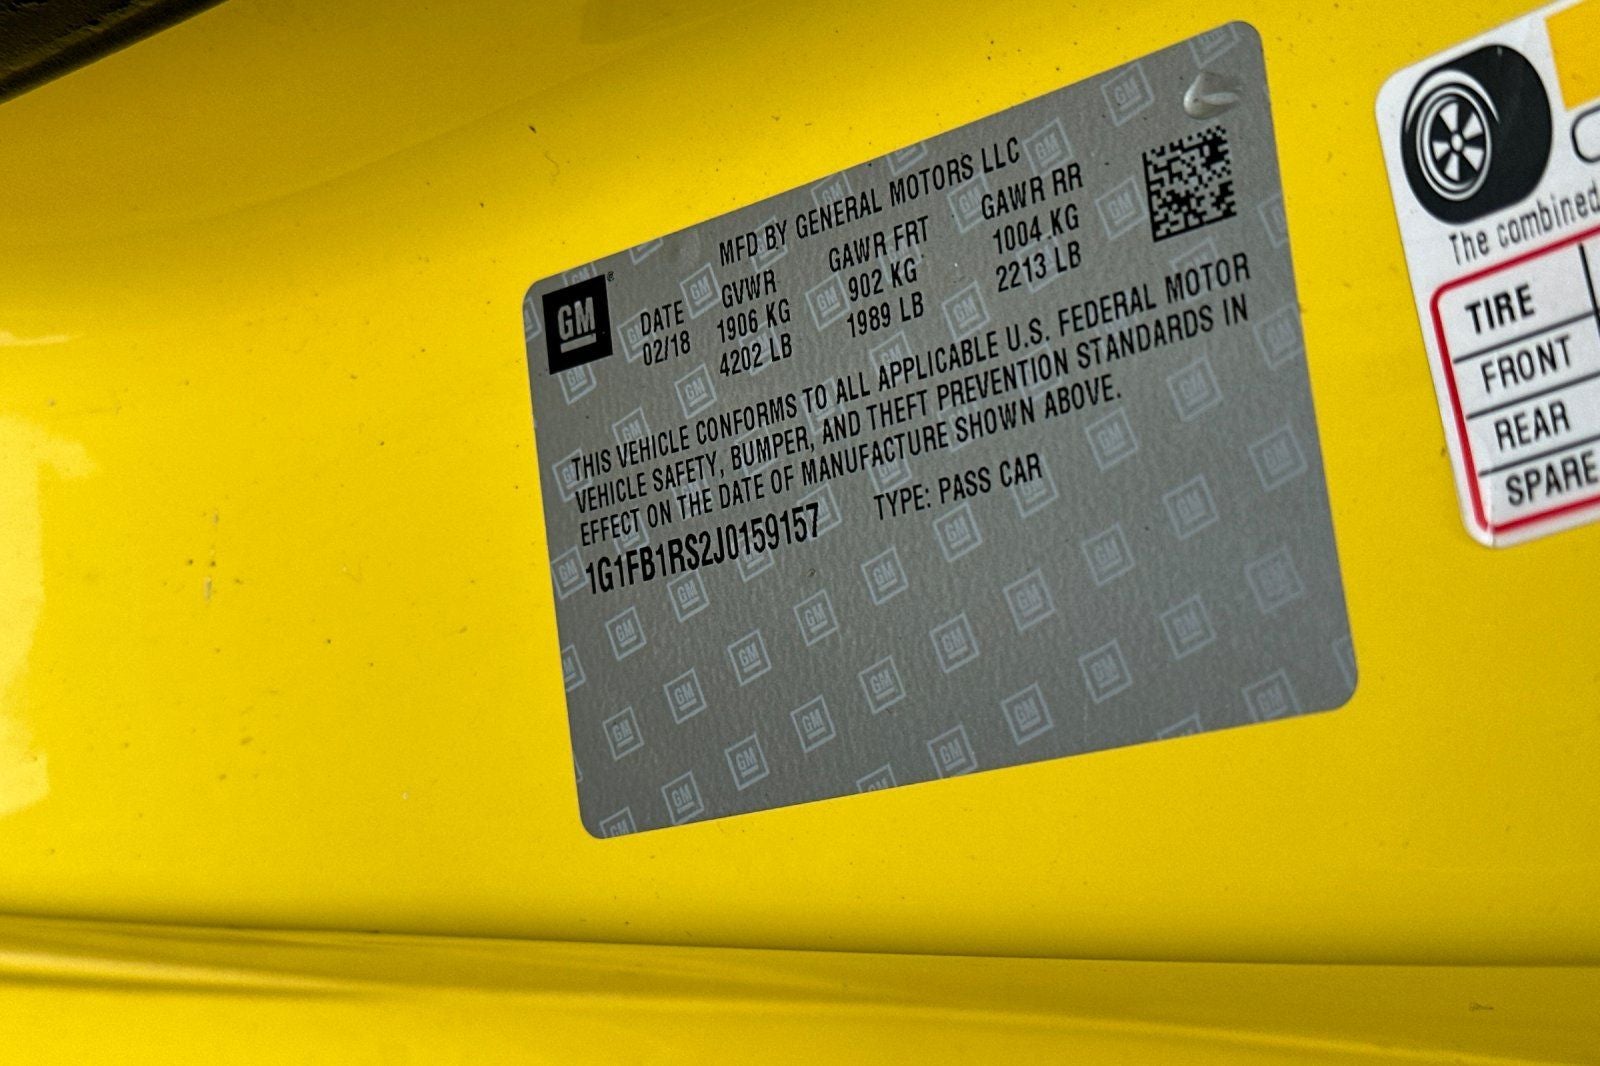 MFD BY GENERAL MOTORS LLC
GM®
DATE GVWR GAWR FRT GAWR RR
02/18 1906 KG 902 KG 1004 KG
4202 LB 1989 LB 2213 LB
THIS VEHICLE CONFORMS TO ALL APPLICABLE U.S. FEDERAL MOTOR
VEHICLE SAFETY, BUMPER, AND THEFT PREVENTION STANDARDS IN
EFFECT ON THE DATE OF MANUFACTURE SHOWN ABOVE.
1G1FB1RS2J0159157 TYPE: PASS CAR
The combined
TIRE
FRONT
REAR
SPARE